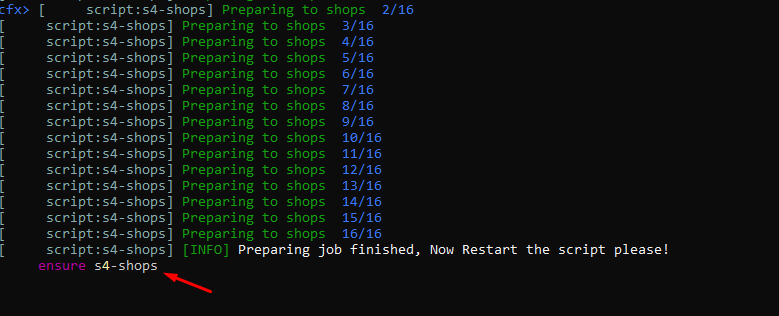 cfx> [     script:s4-shops] Preparing to shops  2/16
[     script:s4-shops] Preparing to shops  3/16
[     script:s4-shops] Preparing to shops  4/16
[     script:s4-shops] Preparing to shops  5/16
[     script:s4-shops] Preparing to shops  6/16
[     script:s4-shops] Preparing to shops  7/16
[     script:s4-shops] Preparing to shops  8/16
[     script:s4-shops] Preparing to shops  9/16
[     script:s4-shops] Preparing to shops  10/16
[     script:s4-shops] Preparing to shops  11/16
[     script:s4-shops] Preparing to shops  12/16
[     script:s4-shops] Preparing to shops  13/16
[     script:s4-shops] Preparing to shops  14/16
[     script:s4-shops] Preparing to shops  15/16
[     script:s4-shops] Preparing to shops  16/16
[     script:s4-shops] [INFO] Preparing job finished, Now Restart the script please!
ensure s4-shops